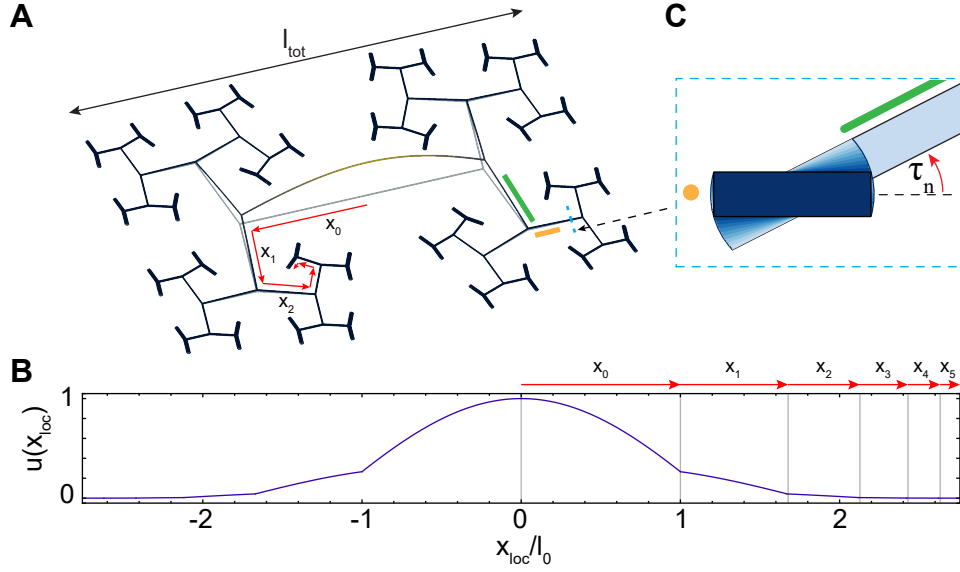 A
C
l_tot
x_0
x_1
x_2
τ_n
B
x_0 x_1 x_2 x_3 x_4 x_5
1
0
u(x_loc)
-2 -1 0 1 2
x_loc/l_0